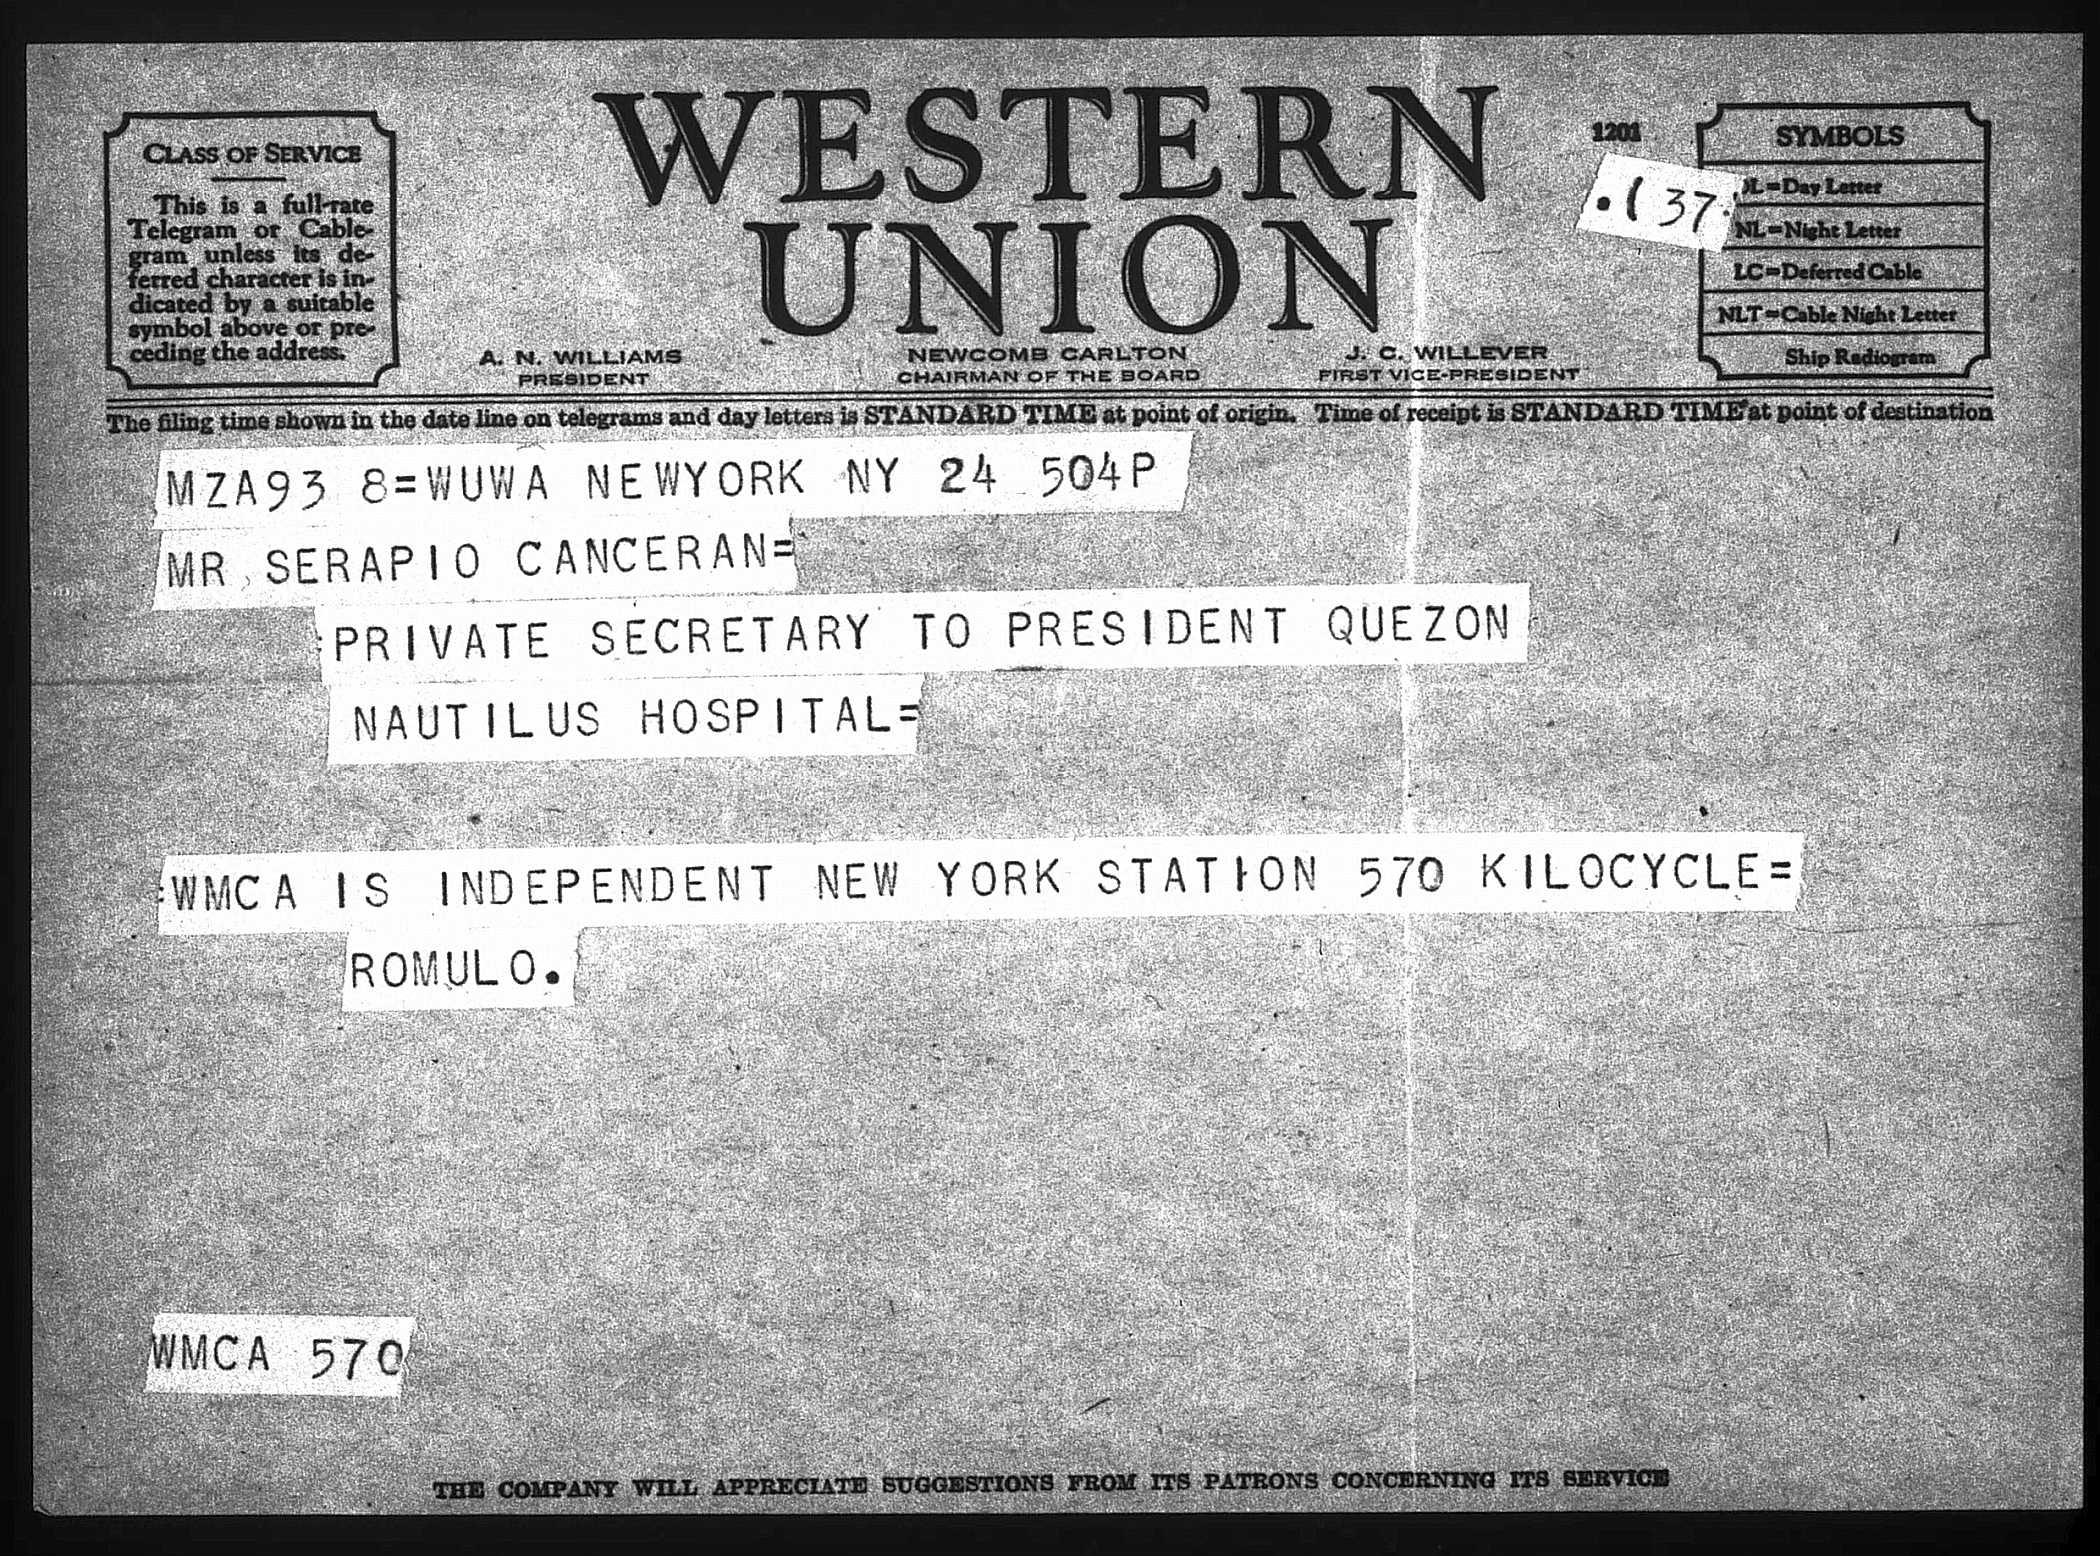 WESTERN
UNION
1201
CLASS OF SERVICE
This is a full-rate
Telegram or Cable-
gram unless its de-
ferred character is in-
dicated by a suitable
symbol above or pre-
ceding the address.
A. N. WILLIAMS
PRESIDENT
NEWCOMB CARLTON
CHAIRMAN OF THE BOARD
J. C. WILLEVER
FIRST VICE-PRESIDENT
.(37.
SYMBOLS
DL=Day Letter
NL=Night Letter
LC=Deferred Cable
NLT=Cable Night Letter
Ship Radiogram
The filing time shown in the date line on telegrams and day letters is STANDARD TIME at point of origin. Time of receipt is STANDARD TIME at point of destination
MZA93 8=WUWA NEWYORK NY 24 504P
MR SERAPIO CANCERAN=
:PRIVATE SECRETARY TO PRESIDENT QUEZON
NAUTILUS HOSPITAL=
:WMCA IS INDEPENDENT NEW YORK STATION 570 KILOCYCLE=
ROMULO.
WMCA 570
THE COMPANY WILL APPRECIATE SUGGESTIONS FROM ITS PATRONS CONCERNING ITS SERVICE